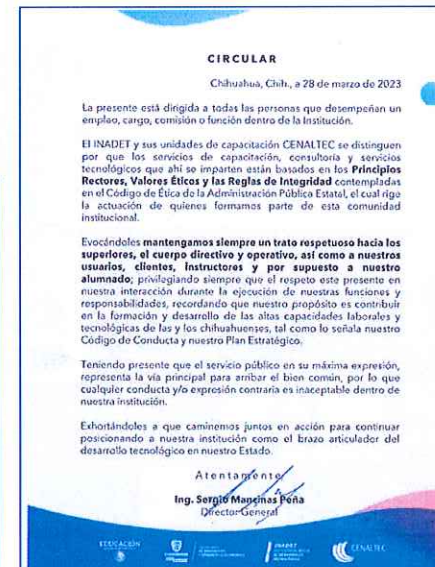 CIRCULAR
Chihuahua, Chih., a 28 de marzo de 2023
La presente está dirigida a todas las personas que desempeñan un
empleo, cargo, comisión o función dentro de la Institución.
El INADET y sus unidades de capacitación CENALTEC se distinguen
por que los servicios de capacitación, consultoría y servicios
tecnológicos que ahí se imparten están basados en los Principios
Rectores, Valores Éticos y las Reglas de Integridad contempladas
en el Código de Ética de la Administración Pública Estatal, el cual rige
la actuación de quienes formamos parte de esta comunidad
institucional.
Evocándoles mantengamos siempre un trato respetuoso hacia los
superiores, el cuerpo directivo y operativo, así como a nuestros
usuarios, clientes, instructores y por supuesto a nuestro
alumnado; privilegiando siempre que el respeto este presente en
nuestra interacción durante la ejecución de nuestras funciones y
responsabilidades, recordando que nuestro propósito es contribuir
en la formación y desarrollo de las altas capacidades laborales y
tecnológicas de las y los chihuahuenses, tal como lo señala nuestro
Código de Conducta y nuestro Plan Estratégico.
Teniendo presente que el servicio público en su máxima expresión,
representa la vía principal para arribar el bien común, por lo que
cualquier conducta y/o expresión contraria es inaceptable dentro de
nuestra institución.
Exhortándoles a que caminemos juntos en acción para continuar
posicionando a nuestra institución como el brazo articulador del
desarrollo tecnológico en nuestro Estado.
Atentamente
Ing. Sergio Mancinas Peña
Director General
EDUCACIÓN
INADET
CENALTEC